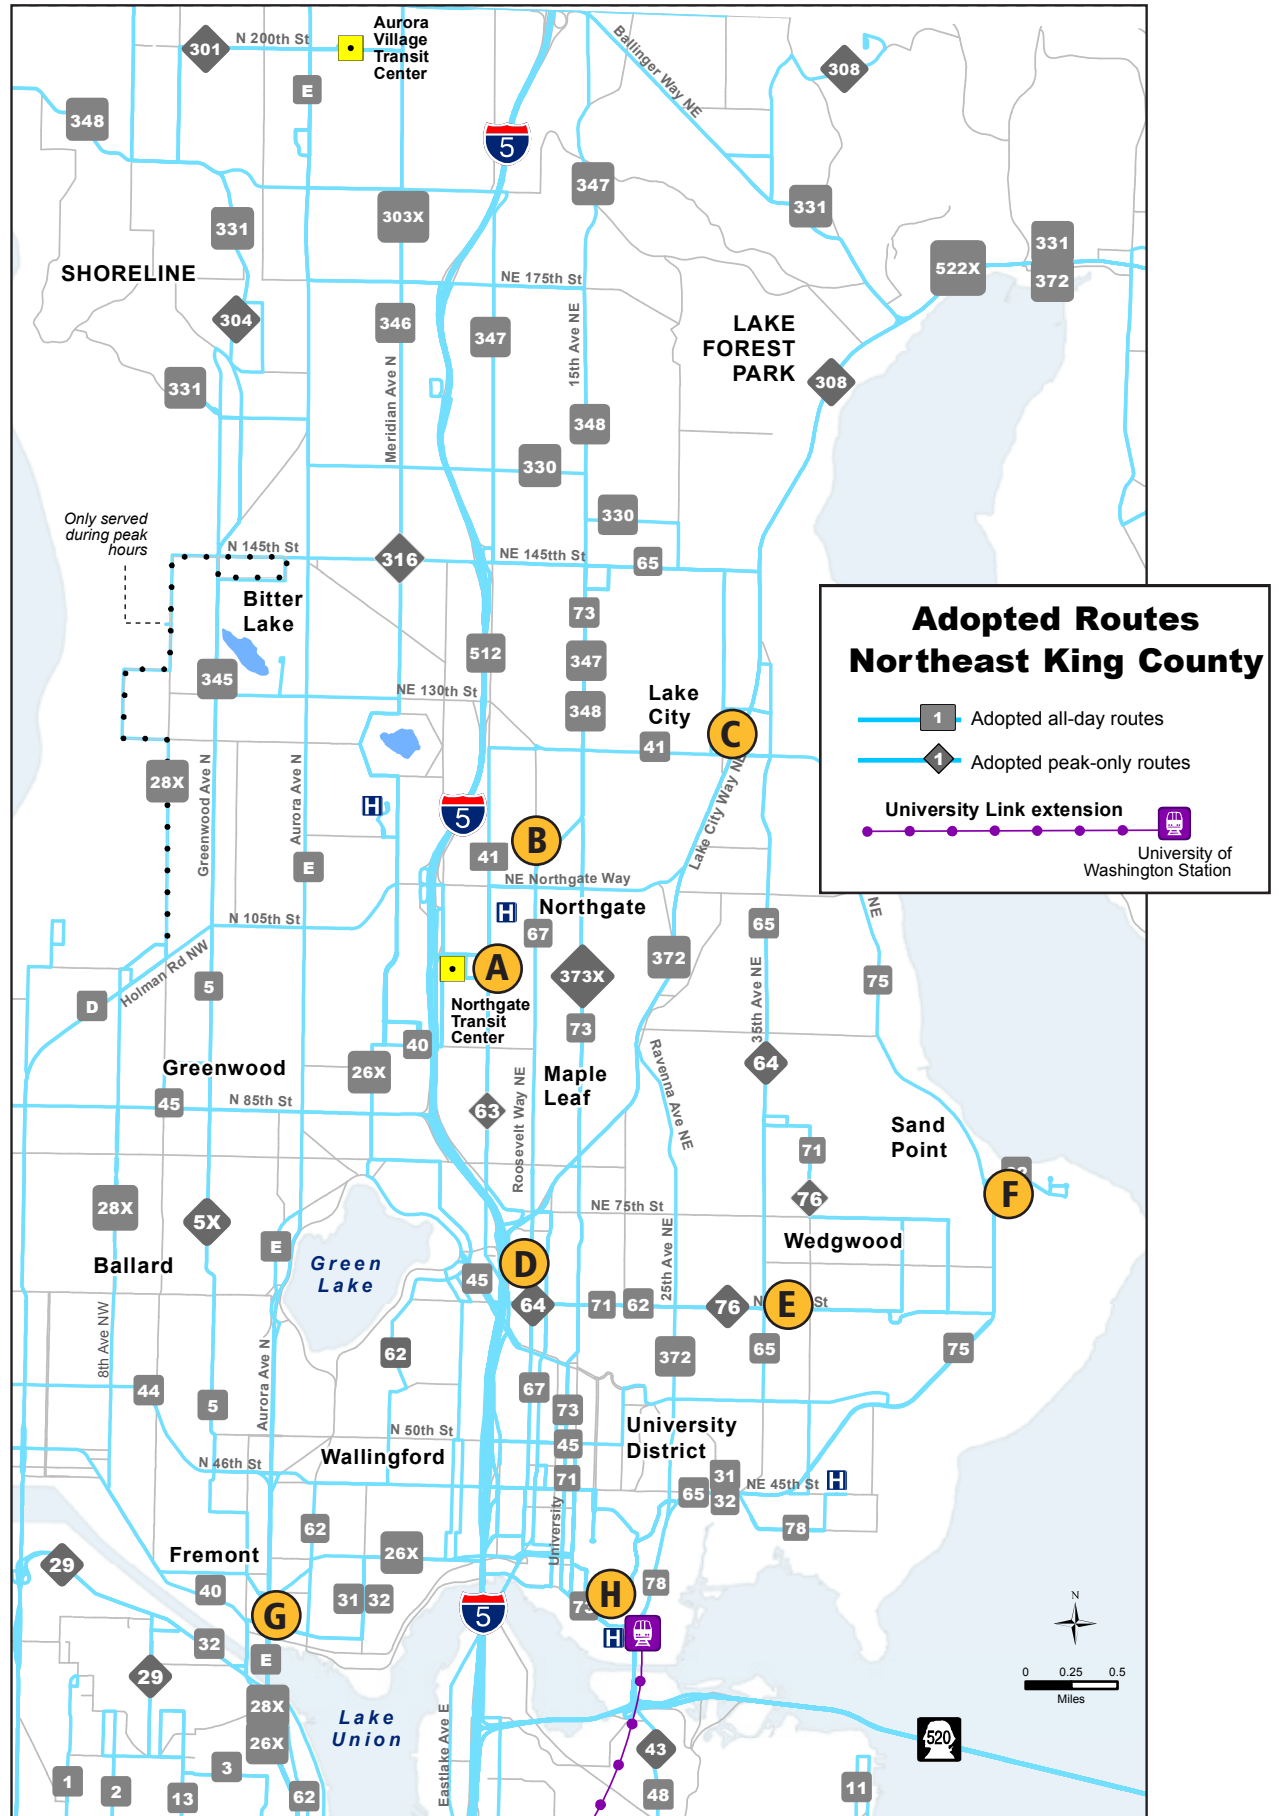 301
N 200th St
Aurora
Village
Transit
Center
E
348
5
Ballinger Way NE
308
347
331
303X
331
331
372
522X
SHORELINE
NE 175th St
304
346
347
15th Ave NE
LAKE
FOREST
PARK
308
331
Meridian Ave N
348
330
330
Only served
during peak
hours
N 145th St
316
NE 145tth St
65
Bitter
Lake
73
512
347
345
NE 130th St
348
Lake
City
41
C
Adopted Routes
Northeast King County
1
Adopted all-day routes
1
Adopted peak-only routes
University Link extension
University of
Washington Station
28X
Greenwood Ave N
Aurora Ave N
H
5
B
41
Lake City Way NE
E
NE Northgate Way
N 105th St
H
Northgate
67
65
NE
372
Holman Rd NW
D
5
A
373X
35th Ave NE
75
Northgate
Transit
Center
73
40
Greenwood
26X
Maple
Leaf
Ravenna Ave NE
64
45
N 85th St
63
Roosevelt Way NE
Sand
Point
71
28X
5X
76
F
NE 75th St
25th Ave NE
Wedgwood
E
Ballard
Green
Lake
45
D
64
71
62
76
E
St
8th Ave NW
Aurora Ave N
62
372
65
75
44
5
67
73
N 50th St
University
District
45
N 46th St
Wallingford
71
31
32
65
NE 45th St
H
62
University
78
Fremont
26X
29
40
31
32
73
H
78
G
5
H
32
E
N
29
28X
0
0.25
0.5
Miles
Lake
Union
26X
Eastlake Ave E
43
520
1
2
13
3
62
48
11